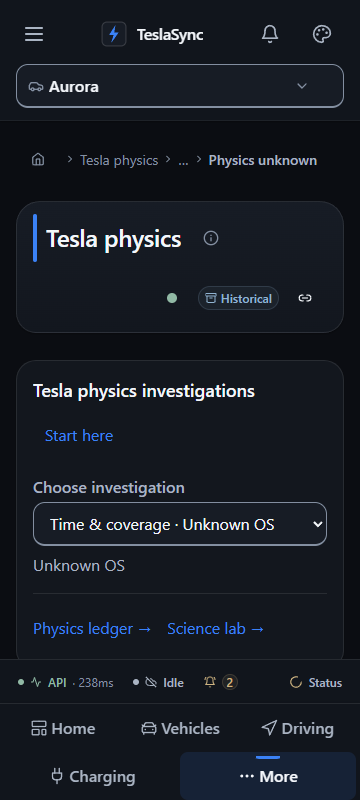 TeslaSync
Aurora
Tesla physics
...
Physics unknown
Tesla physics
Historical
Tesla physics investigations
Start here
Choose investigation
Time & coverage · Unknown OS
Unknown OS
Physics ledger →
Science lab →
API · 238ms
Idle
2
Status
Home
Vehicles
Driving
Charging
More